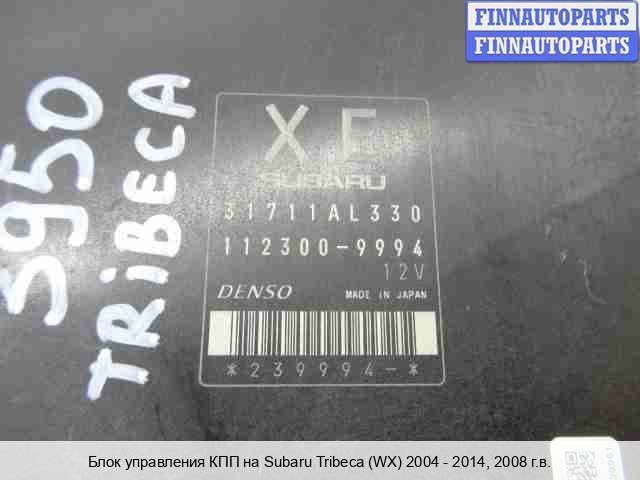 FINNAUTOPARTS
FINNAUTOPARTS
3950
TRIBECA
X E
SUBARU
31711AL330
112300-9994
12V
DENSO MADE IN JAPAN
*239994-*
Блок управления КПП на Subaru Tribeca (WX) 2004 - 2014, 2008 г.в.